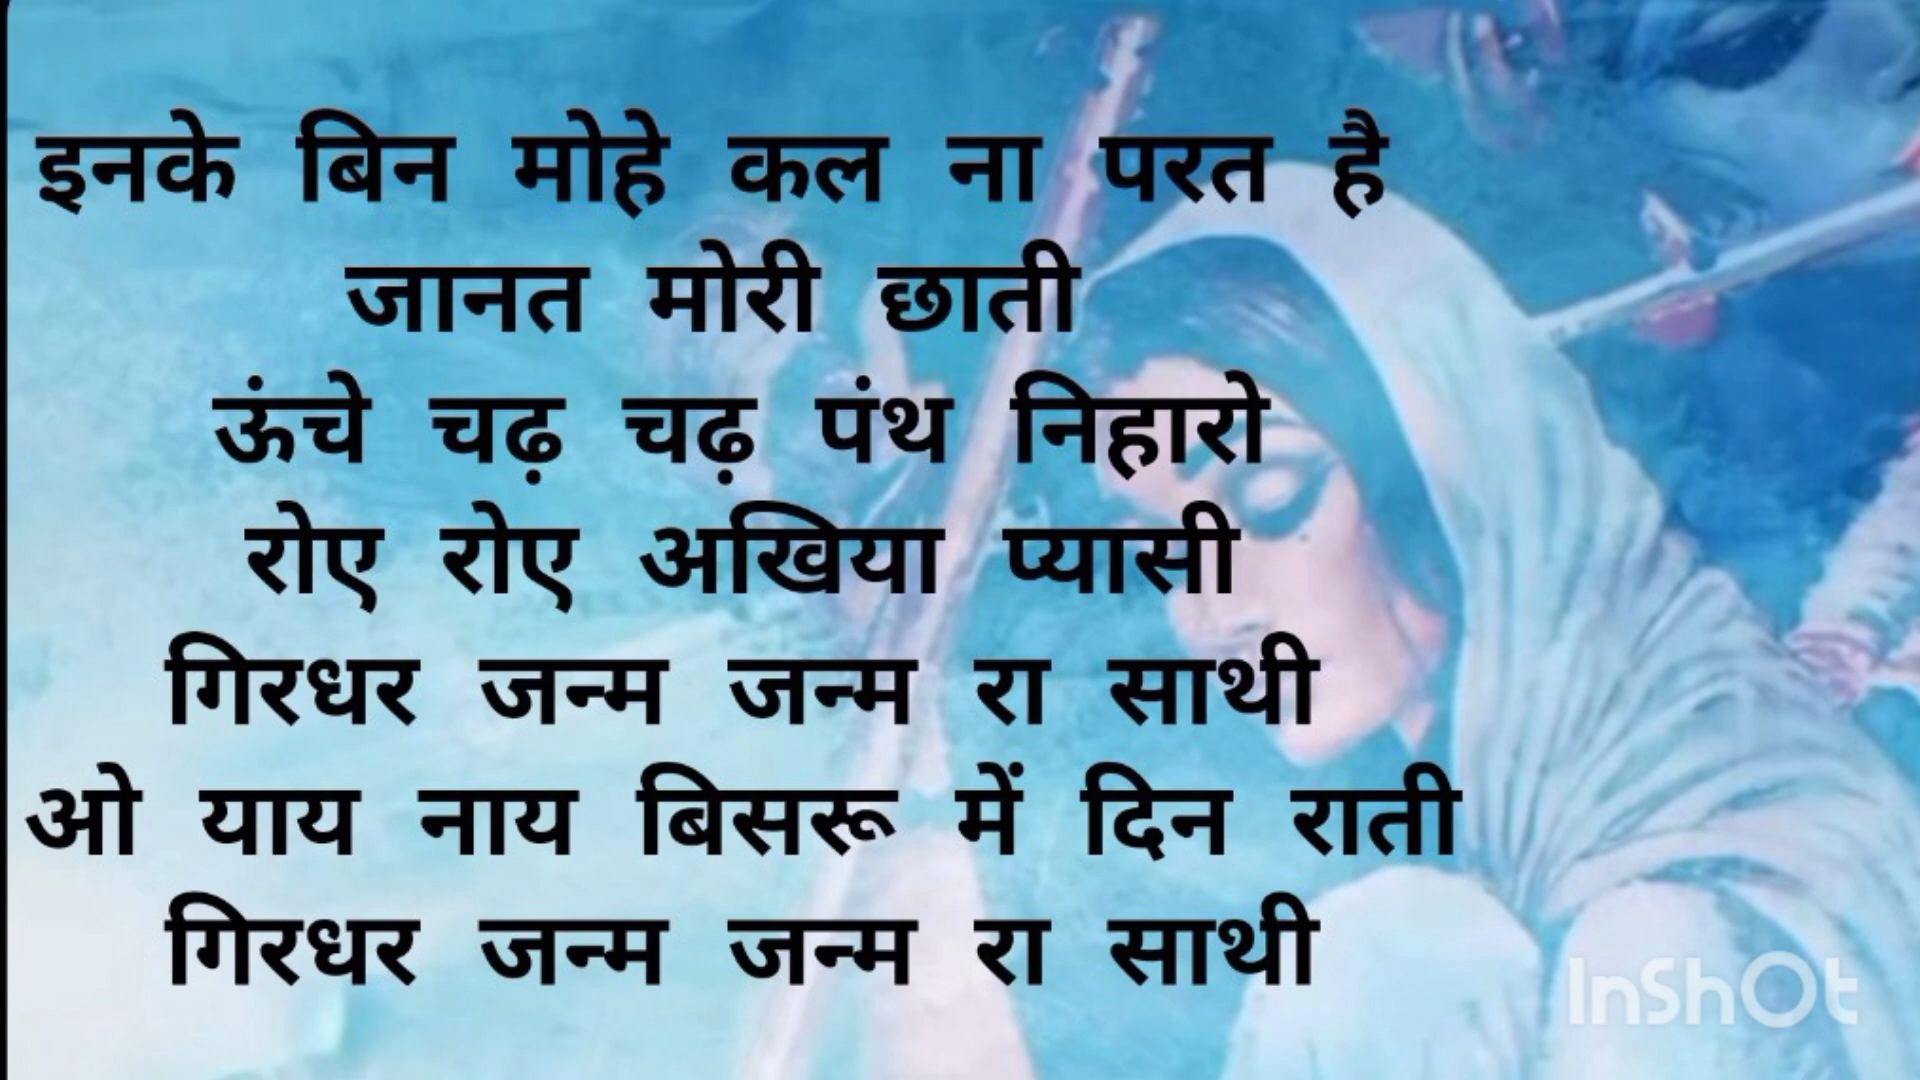 इनके बिन मोहे कल ना परत है
जानत मोरी छाती
ऊंचे चढ़ चढ़ पंथ निहारो
रोए रोए अखिया प्यासी
गिरधर जन्म जन्म रा साथी
ओ याय नाय बिसरू में दिन राती
गिरधर जन्म जन्म रा साथी
InShOt